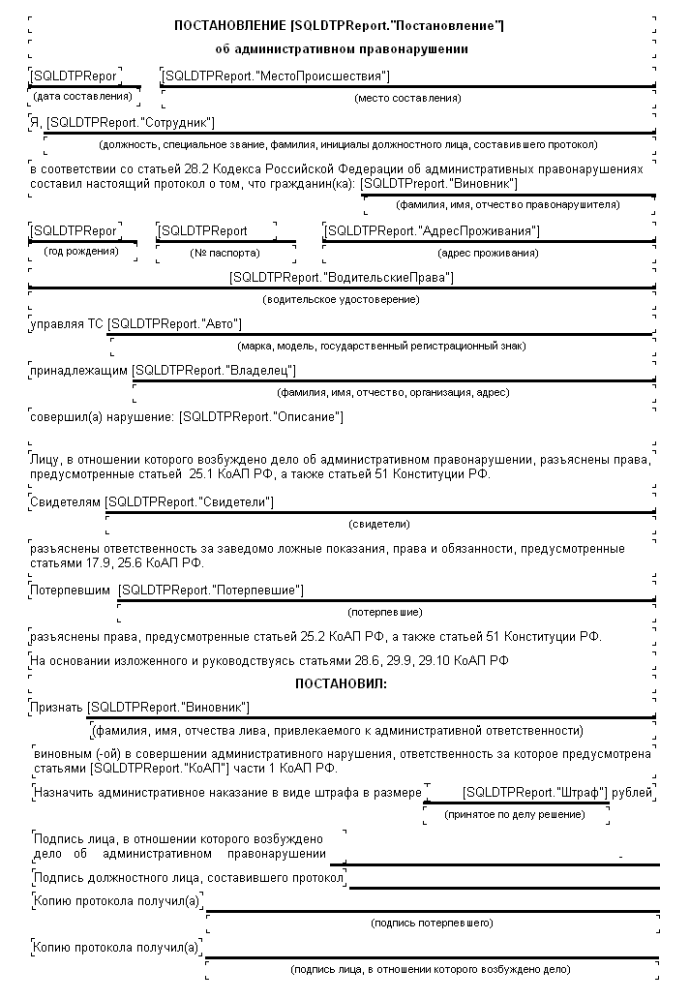 ПОСТАНОВЛЕНИЕ [SQLDTPReport."Постановление"]
об административном правонарушении
[SQLDTPRepor [SQLDTPReport."МестоПроисшествия"]
(дата составления) (место составления)
Я, [SQLDTPReport."Сотрудник"]
(должность, специальное звание, фамилия, инициалы должностного лица, составившего протокол)
в соответствии со статьей 28.2 Кодекса Российской Федерации об административных правонарушениях
составил настоящий протокол о том, что гражданин(ка): [SQLDTPreport."Виновник"]
(фамилия, имя, отчество правонарушителя)
[SQLDTPRepor [SQLDTPReport [SQLDTPReport."АдресПроживания"]
(год рождения) (№ паспорта) (адрес проживания)
[SQLDTPReport."ВодительскиеПрава"]
(водительское удостоверение)
управляя ТС [SQLDTPReport."Авто"]
(марка, модель, государственный регистрационный знак)
принадлежащим [SQLDTPReport."Владелец"]
(фамилия, имя, отчество, организация, адрес)
совершил(а) нарушение: [SQLDTPReport."Описание"]
Лицу, в отношении которого возбуждено дело об административном правонарушении, разъяснены права,
предусмотренные статьей 25.1 КоАП РФ, а также статьей 51 Конституции РФ.
Свидетелям [SQLDTPReport."Свидетели"]
(свидетели)
разъяснены ответственность за заведомо ложные показания, права и обязанности, предусмотренные
статьями 17.9, 25.6 КоАП РФ.
Потерпевшим [SQLDTPReport."Потерпевшие"]
(потерпевшие)
разъяснены права, предусмотренные статьей 25.2 КоАП РФ, а также статьей 51 Конституции РФ.
На основании изложенного и руководствуясь статьями 28.6, 29.9, 29.10 КоАП РФ
ПОСТАНОВИЛ:
Признать [SQLDTPReport."Виновник"]
(фамилия, имя, отчества лива, привлекаемого к административной ответственности)
виновным (-ой) в совершении административного нарушения, ответственность за которое предусмотрена
статьями [SQLDTPReport."КоАП"] части 1 КоАП РФ.
Назначить административное наказание в виде штрафа в размере [SQLDTPReport."Штраф"] рублей
(принятое по делу решение)
Подпись лица, в отношении которого возбуждено
дело об административном правонарушении
Подпись должностного лица, составившего протокол
Копию протокола получил(а)
(подпись потерпевшего)
Копию протокола получил(а)
(подпись лица, в отношении которого возбуждено дело)